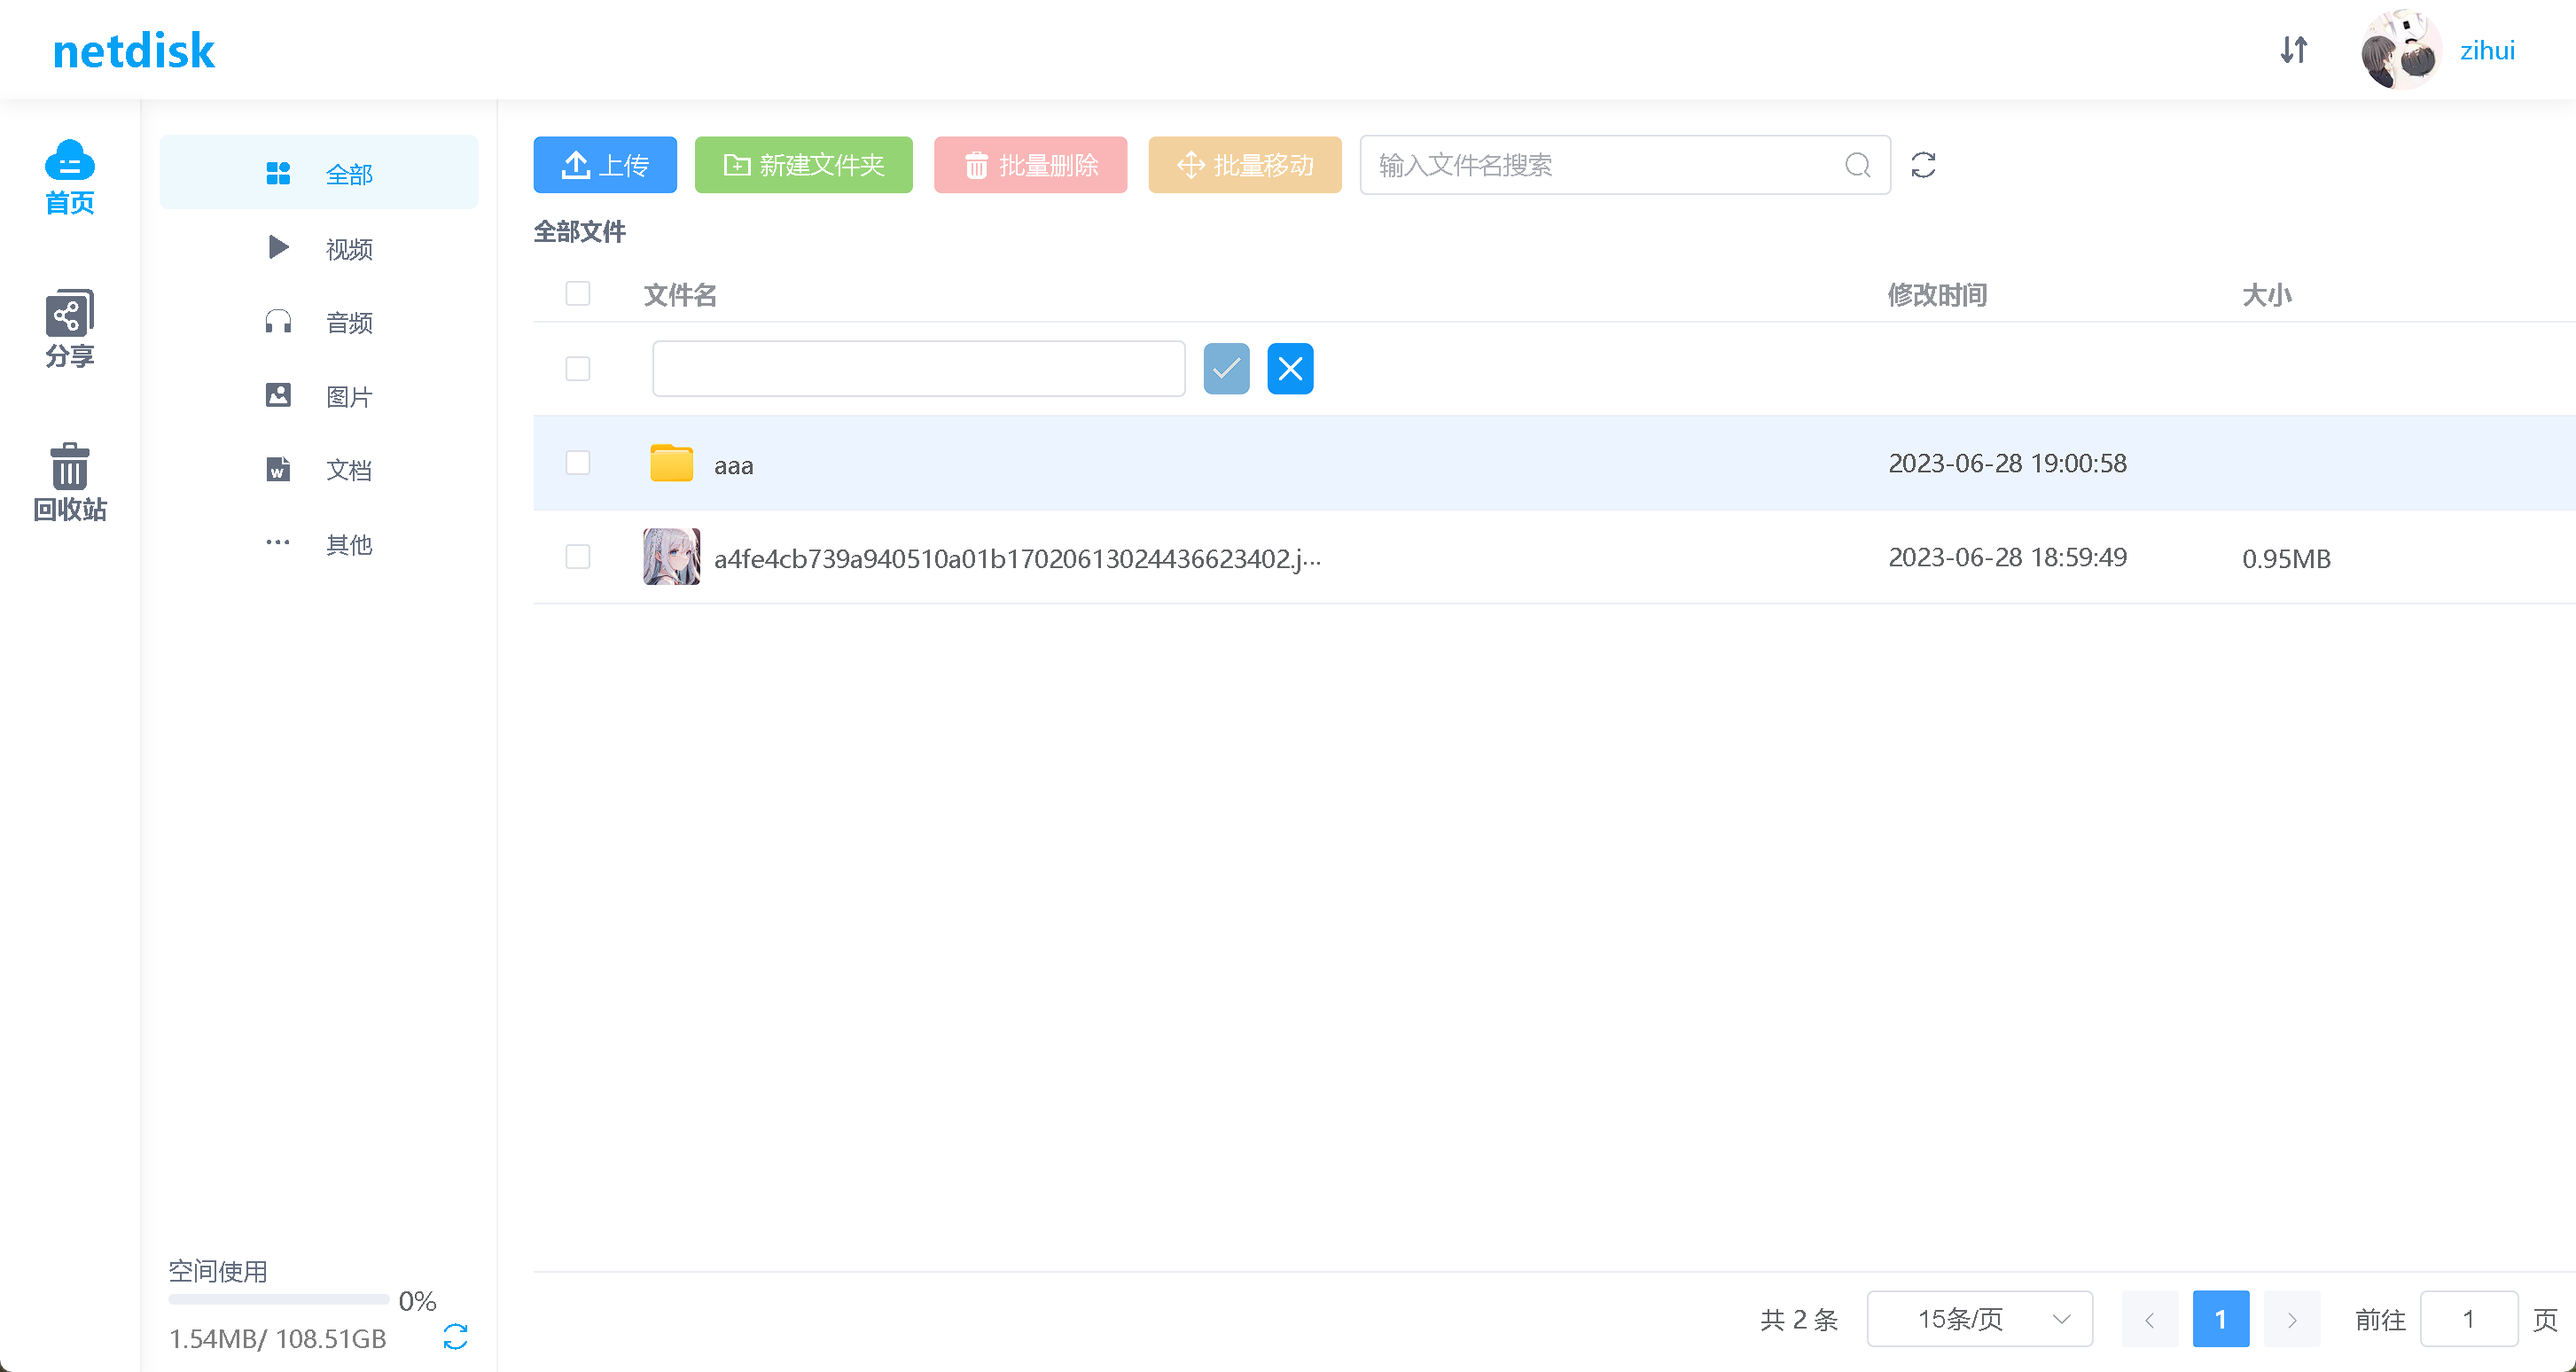 netdisk
zihui
首页
分享
回收站
全部
视频
音频
图片
文档
其他
空间使用
0%
1.54MB/ 108.51GB
上传 新建文件夹 批量删除 批量移动 输入文件名搜索
全部文件
文件名 修改时间 大小
aaa 2023-06-28 19:00:58
a4fe4cb739a940510a01b17020613024436623402.j··· 2023-06-28 18:59:49 0.95MB
共 2 条 15条/页 1 前往 1 页